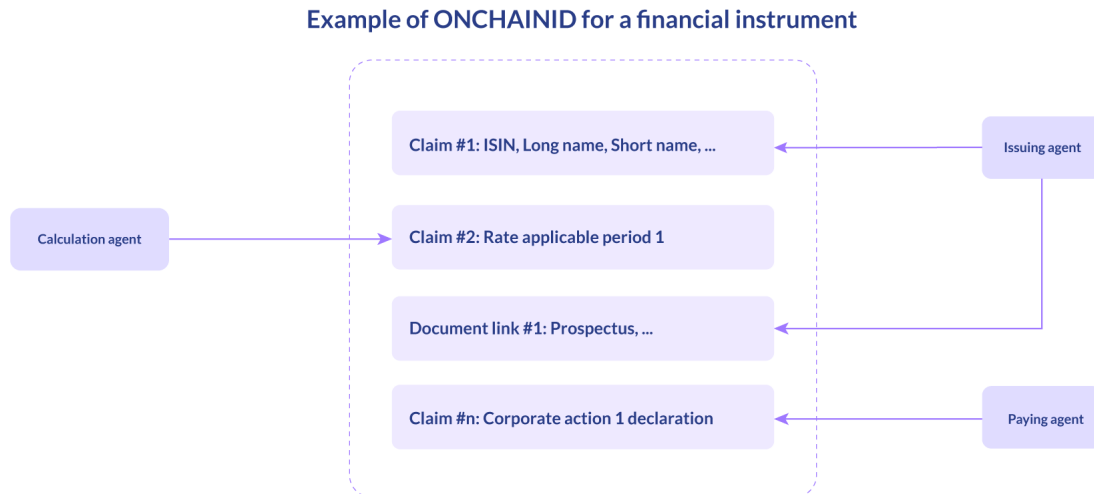 Example of ONCHAINID for a financial instrument
Claim #1: ISIN, Long name, Short name, ...
Issuing agent
Calculation agent
Claim #2: Rate applicable period 1
Document link #1: Prospectus, ...
Claim #n: Corporate action 1 declaration
Paying agent